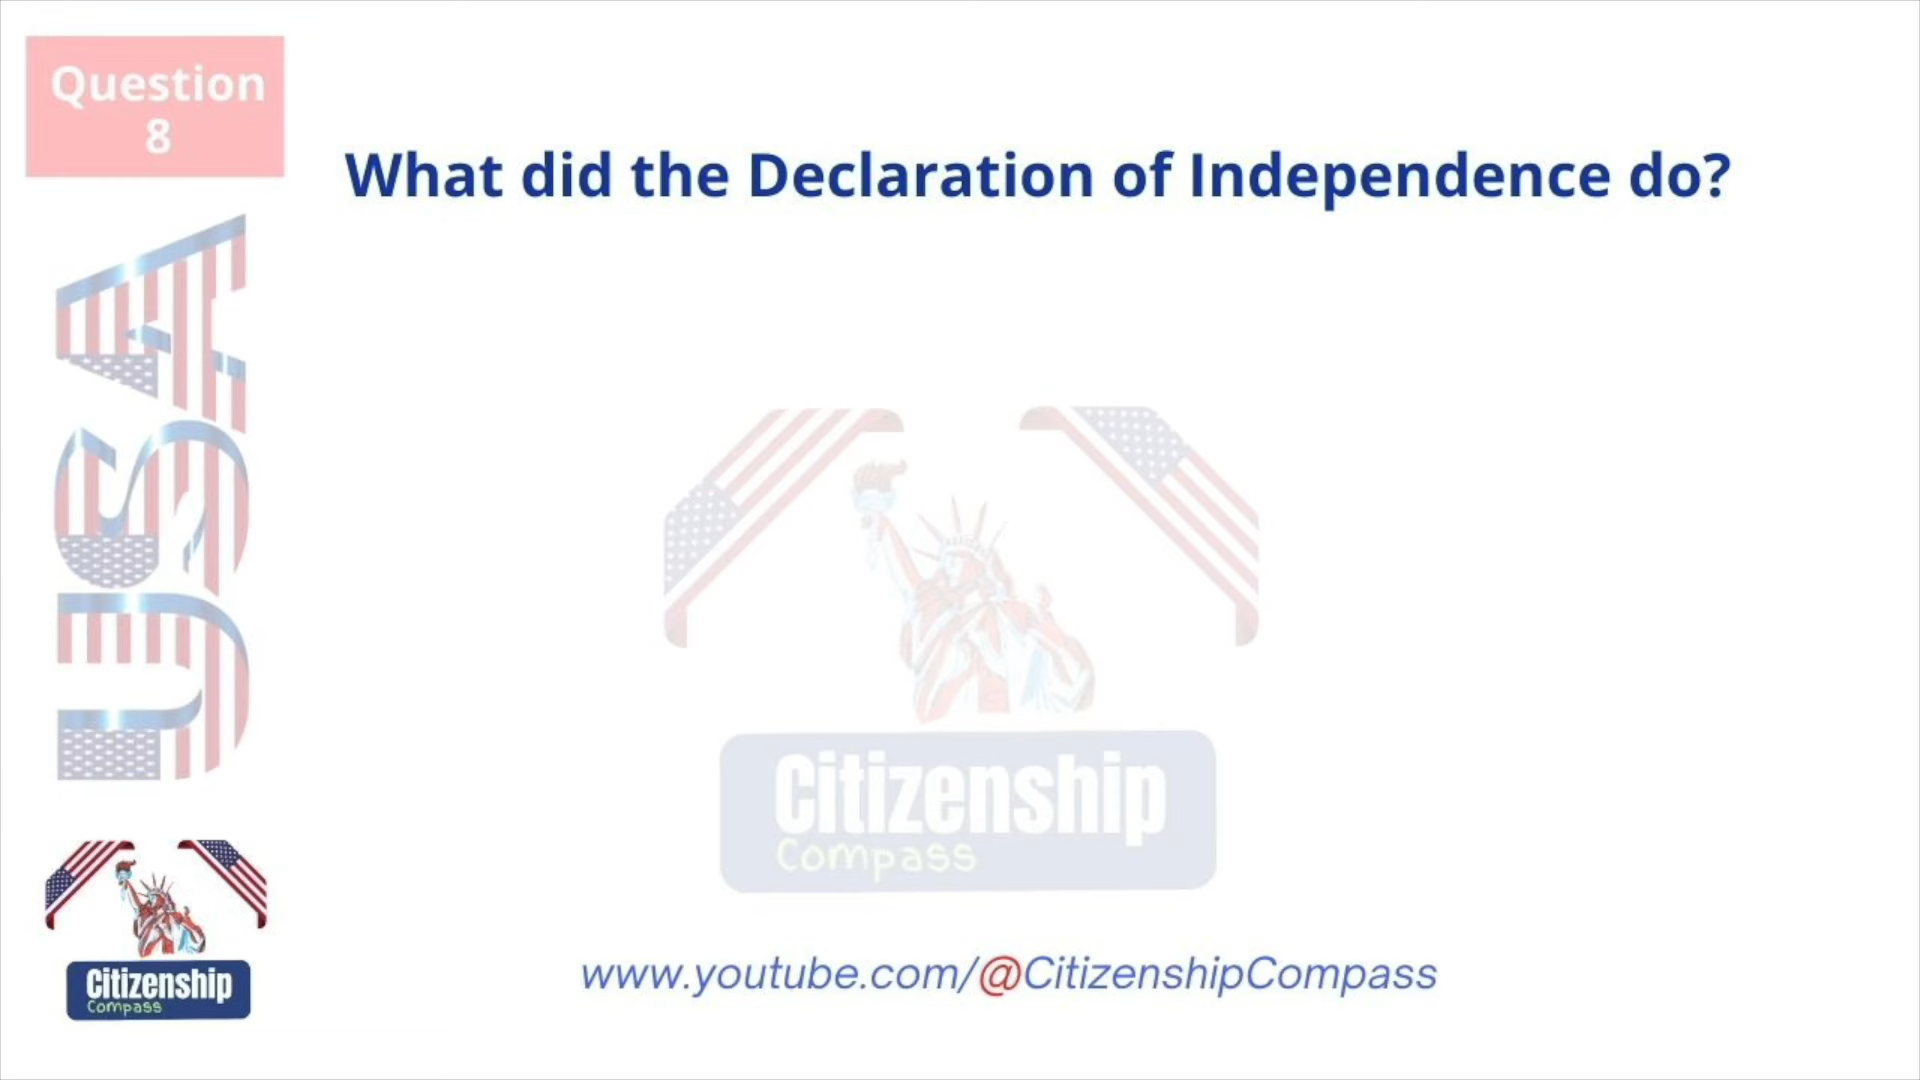 Question
8
What did the Declaration of Independence do?
USA
Citizenship
Compass
www.youtube.com/@CitizenshipCompass
Citizenship
Compass